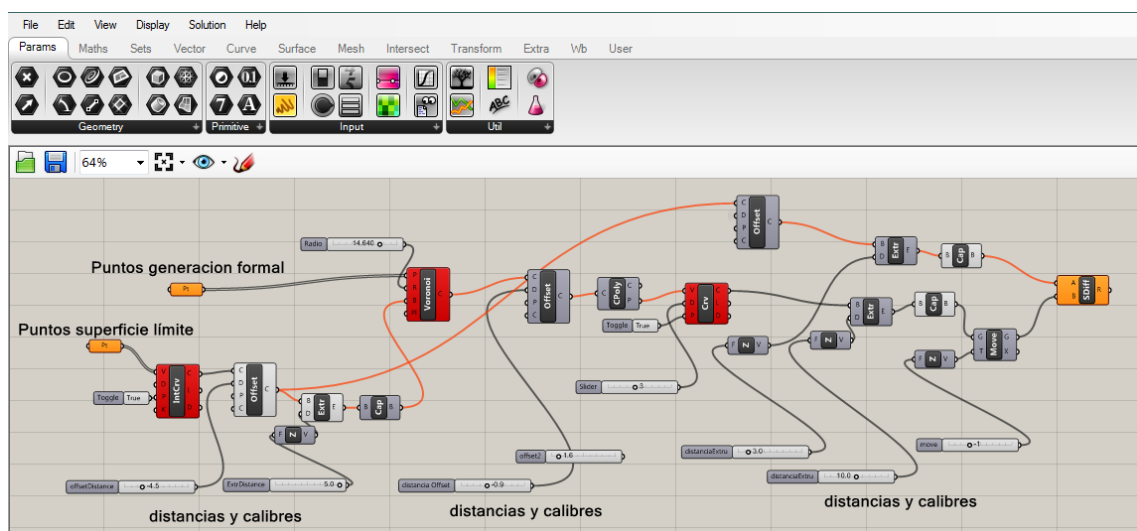 File Edit View Display Solution Help
Params Maths Sets Vector Curve Surface Mesh Intersect Transform Extra Wb User
Geometry Primitive Input Util
64%
Radio 14.640
Puntos generacion formal
Pt
Puntos superficie límite
Pt
Toggle True
V D P K IntCrv C L D
C D P C Offset C
B D Extr E
B Cap B
F Z V
offsetDistance -4.5
ExtrDistance 5.0
distancias y calibres
P R B Voronoi C
C D P C Offset C
C CPoly C P
Toggle True
V D P Crv C L D
Slider 3
offset2 1.6
distancia Offset -0.9
distancias y calibres
C D P C Offset C
B D Extr E
B Cap B
A B SDiff R
B D Extr E
B Cap B
G T Move G X
F Z V
F Z V
F Z V
distanciaExtru 3.0
distanciaExtru 10.0
move -1
distancias y calibres